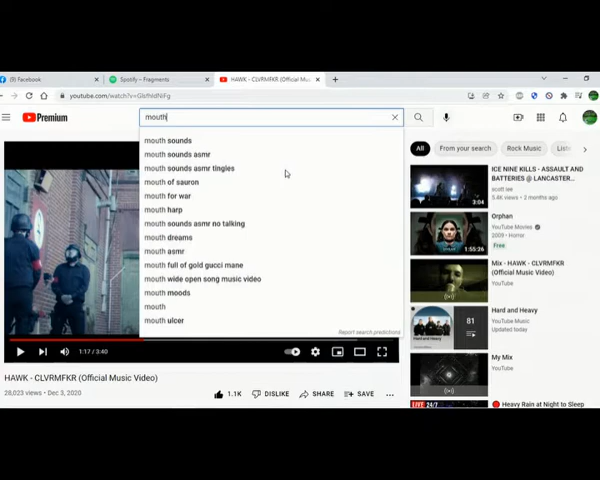 (8) Facebook
Spotify – Fragments
HAWK - CLVRMFKR (Official Mus
mouth
Premium
mouth sounds
mouth sounds asmr
mouth sounds asmr tingles
mouth of sauron
mouth for war
mouth harp
mouth sounds asmr no talking
mouth dreams
mouth asmr
mouth full of gold gucci mane
mouth wide open song music video
mouth moods
mouth
mouth ulcer
Report search predictions
1:17 / 3:40
HAWK - CLVRMFKR (Official Music Video)
28,023 views • Dec 3, 2020
1.1K
DISLIKE
SHARE
SAVE
All
From your search
Rock Music
ICE NINE KILLS - ASSAULT AND
BATTERIES @ LANCASTER...
scott lee
5.4K views • 2 months ago
3:04
Orphan
YouTube Movies
2009 • Horror
Free
1:55:26
Mix - HAWK - CLVRMFKR
(Official Music Video)
YouTube
81
Hard and Heavy
YouTube Music
Updated today
My Mix
YouTube
LIVE 24/7
Heavy Rain at Night to Sleep